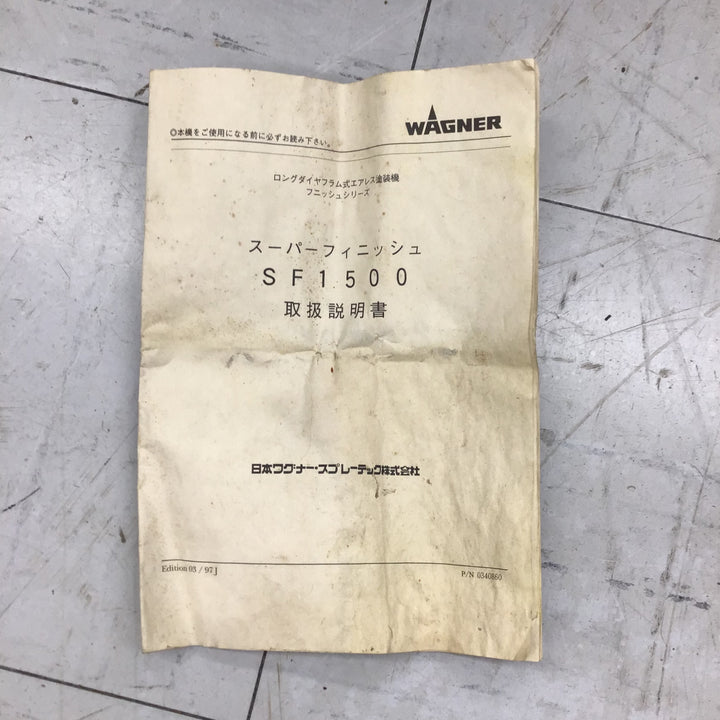 WAGNER
◎本機をご使用になる前に必ずお読み下さい。
ロングダイヤフラム式エアレス塗装機
フニッシュシリーズ
スーパーフィニッシュ
SF1500
取扱説明書
日本ワグナー・スプレーテック株式会社
Edition 03 / 97 J
P/N 0340860